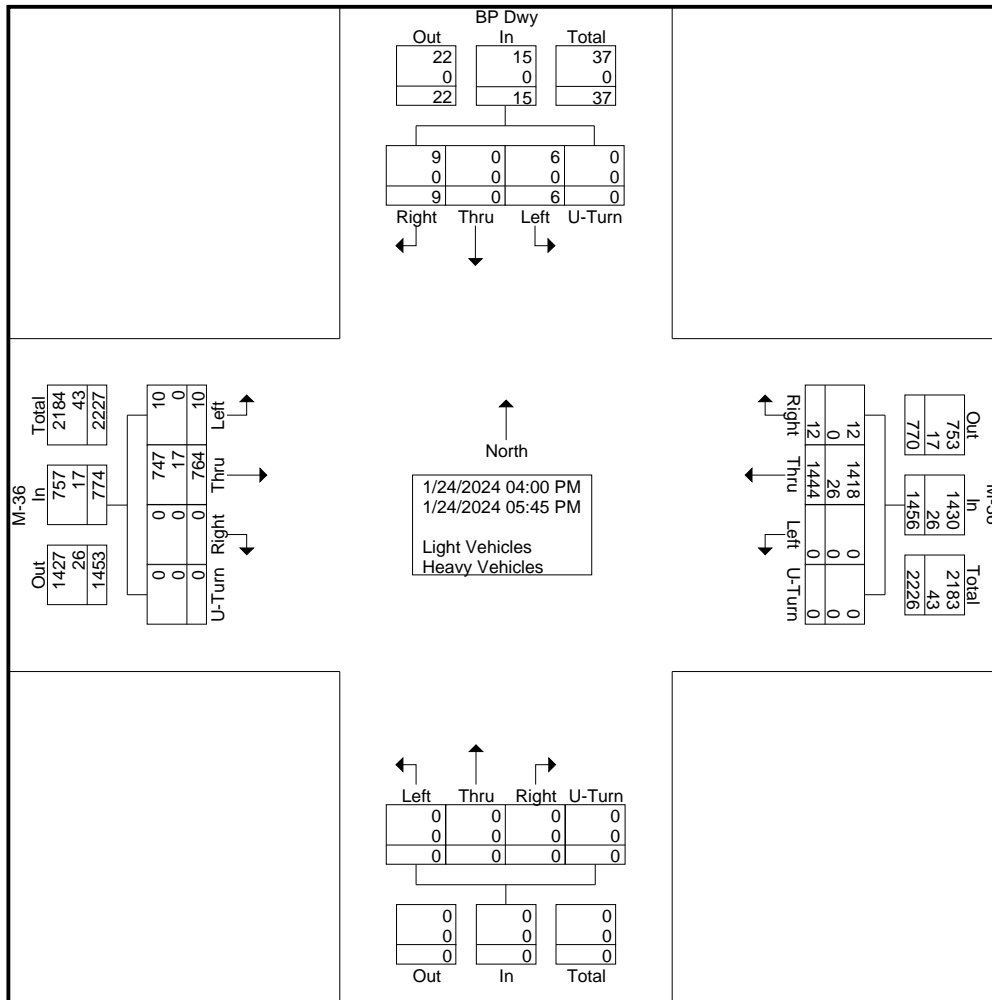 BP Dwy
Out In Total
22 15 37
0 0 0
22 15 37
9 0 6 0
0 0 0 0
9 0 6 0
Right Thru Left U-Turn
M-36
Total In Out
2184 757 1427
43 17 26
2227 774 1453
10 747 0 0
0 17 0 0
10 764 0 0
Left Thru Right U-Turn
North
1/24/2024 04:00 PM
1/24/2024 05:45 PM
Light Vehicles
Heavy Vehicles
Right Thru Left U-Turn
12 1418 0 0
0 26 0 0
12 1444 0 0
Out In Total
753 1430 2183
17 26 43
770 1456 2226
M-36
Left Thru Right U-Turn
0 0 0 0
0 0 0 0
0 0 0 0
0 0 0
0 0 0
0 0 0
Out In Total